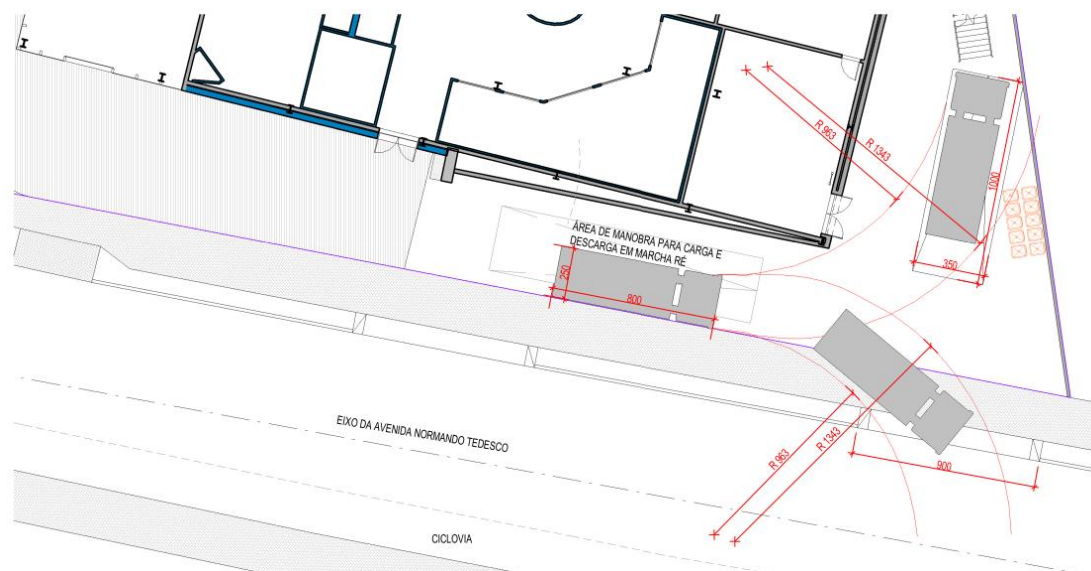 R 963
R 1343
1000
350
ÁREA DE MANOBRA PARA CARGA E
DESCARGA EM MARCHA RÉ
250
800
EIXO DA AVENIDA NORMANDO TEDESCO
R 963
R 1343
900
CICLOVIA